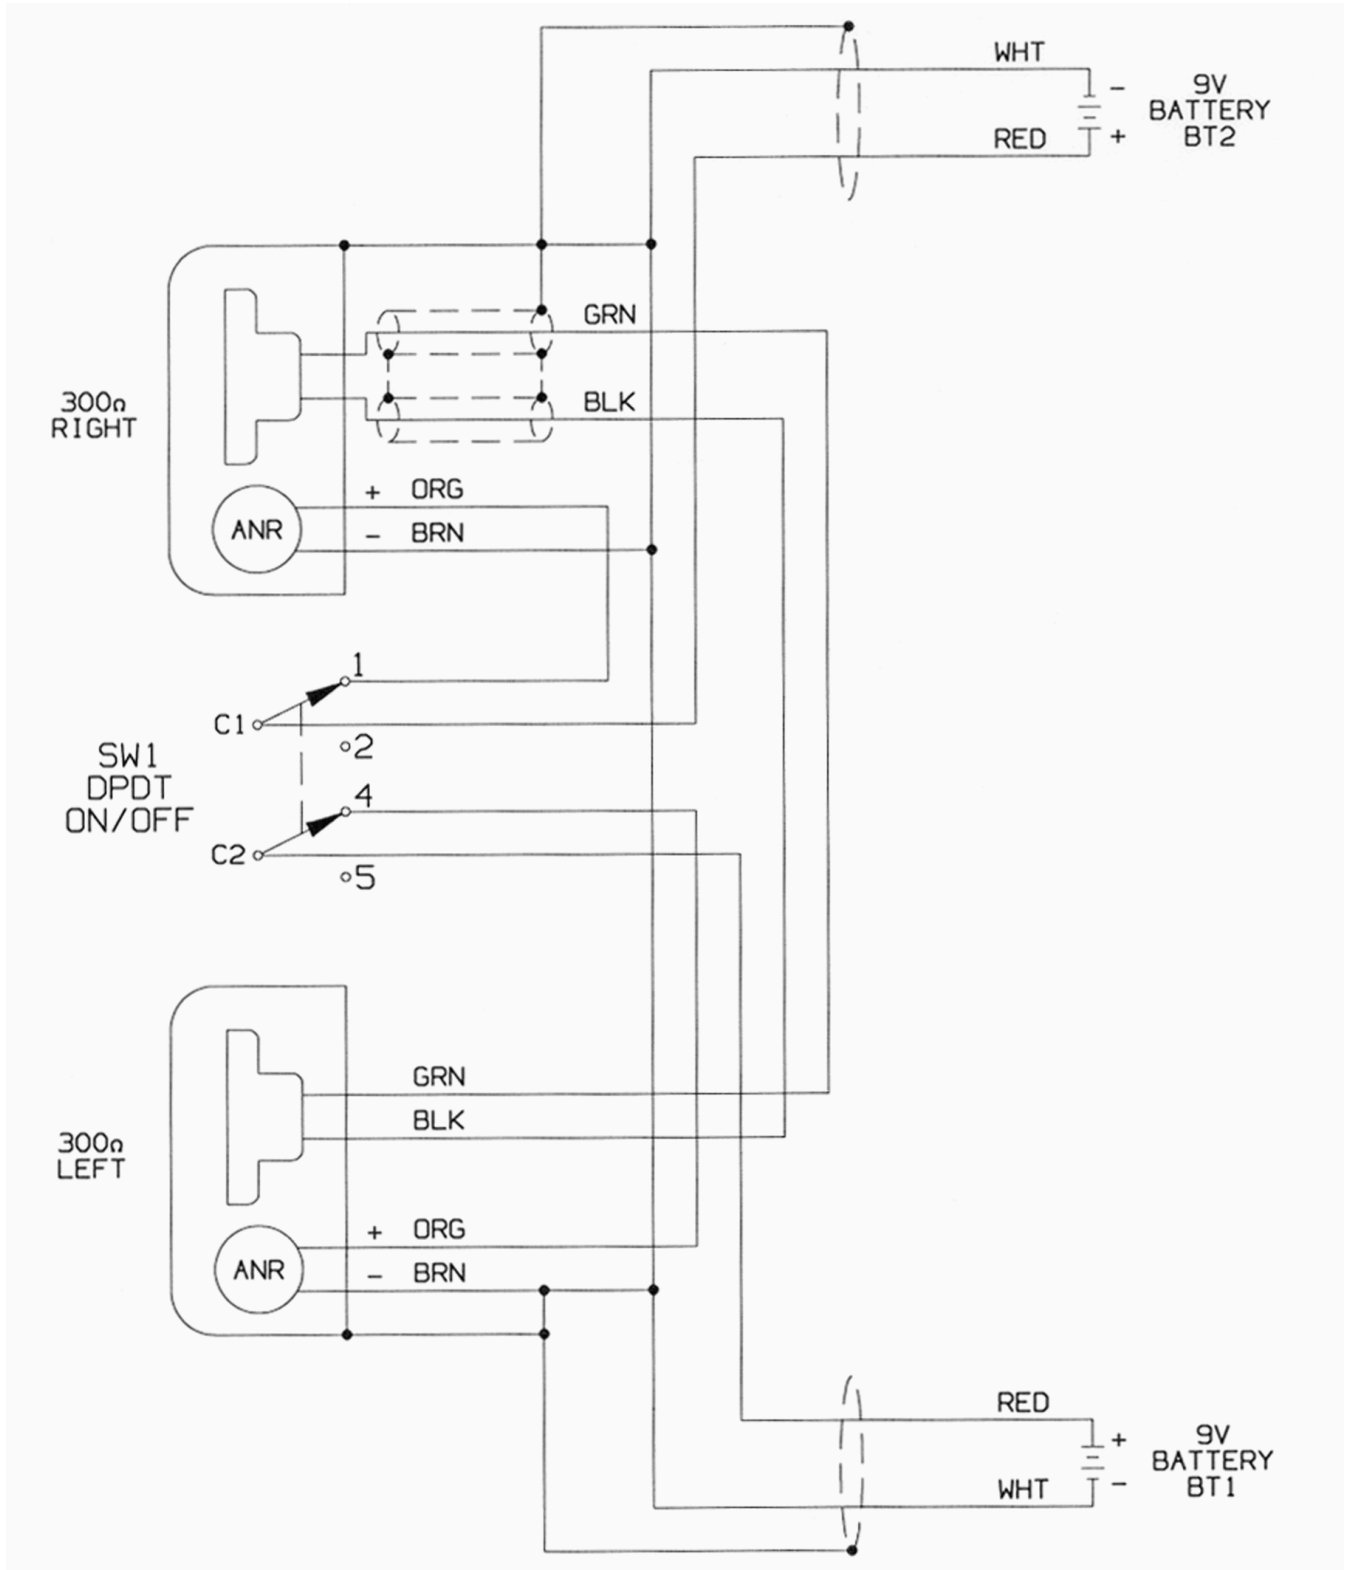 WHT
-
9V
BATTERY
BT2
RED
+
GRN
BLK
300Ω
RIGHT
+ ORG
- BRN
ANR
1
C1
2
SW1
DPDT
ON/OFF
4
C2
5
GRN
BLK
300Ω
LEFT
+ ORG
- BRN
ANR
RED
+
9V
BATTERY
BT1
WHT
-